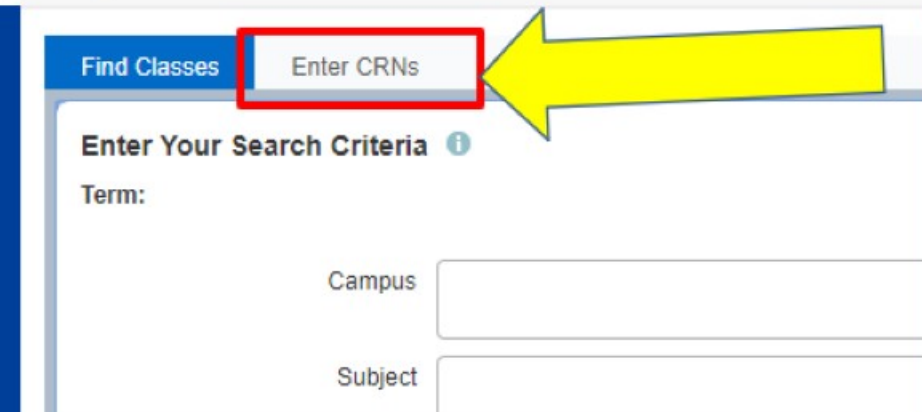 Find Classes Enter CRNs
Enter Your Search Criteria
Term:
Campus
Subject